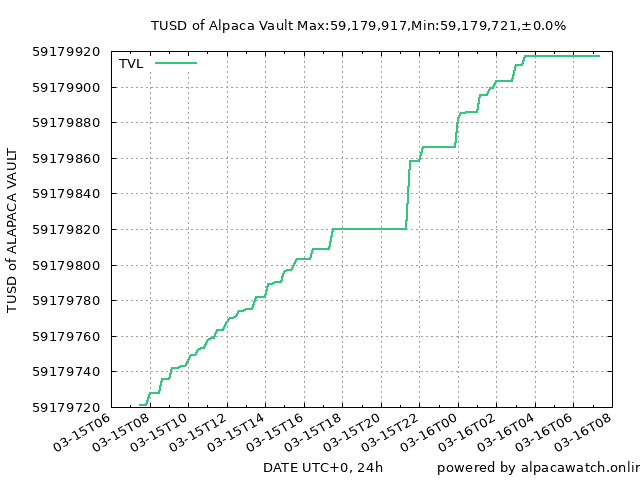 TUSD of Alpaca Vault Max:59,179,917,Min:59,179,721,±0.0%
TVL
59179920
59179900
59179880
59179860
59179840
59179820
59179800
59179780
59179760
59179740
59179720
TUSD of ALAPACA VAULT
03-15T06
03-15T08
03-15T10
03-15T12
03-15T14
03-15T16
03-15T18
03-15T20
03-15T22
03-16T00
03-16T02
03-16T04
03-16T06
03-16T08
DATE UTC+0, 24h
powered by alpacawatch.onlin